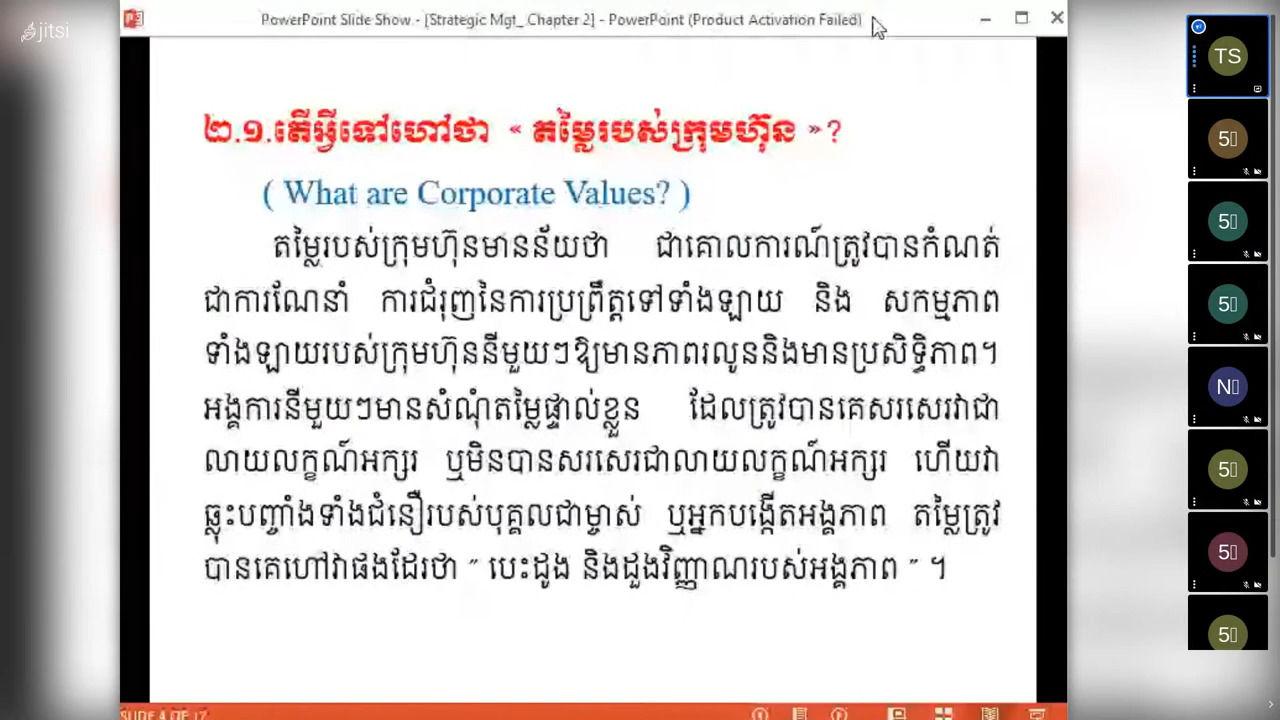 jitsi
PowerPoint Slide Show - [Strategic Mgt_ Chapter 2] - PowerPoint (Product Activation Failed)
២.១.តើអ្វីទៅហៅថា « តម្លៃរបស់ក្រុមហ៊ុន »?
( What are Corporate Values? )
តម្លៃរបស់ក្រុមហ៊ុនមានន័យថា ជាគោលការណ៍ត្រូវបានកំណត់
ជាការណែនាំ ការជំរុញនៃការប្រព្រឹត្តទៅទាំងឡាយ និង សកម្មភាព
ទាំងឡាយរបស់ក្រុមហ៊ុននីមួយៗឱ្យមានភាពរលូននិងមានប្រសិទ្ធិភាព។
អង្គការនីមួយៗមានសំណុំតម្លៃផ្ទាល់ខ្លួន ដែលត្រូវបានគេសរសេរវាជា
លាយលក្ខណ៍អក្សរ ឬមិនបានសរសេរជាលាយលក្ខណ៍អក្សរ ហើយវា
ឆ្លុះបញ្ចាំងទាំងជំនឿរបស់បុគ្គលជាម្ចាស់ ឬអ្នកបង្កើតអង្គភាព តម្លៃត្រូវ
បានគេហៅវាផងដែរថា " បេះដូង និងដួងវិញ្ញាណរបស់អង្គភាព " ។
SLIDE 4 OF 17
TS
5
5
5
N
5
5
5